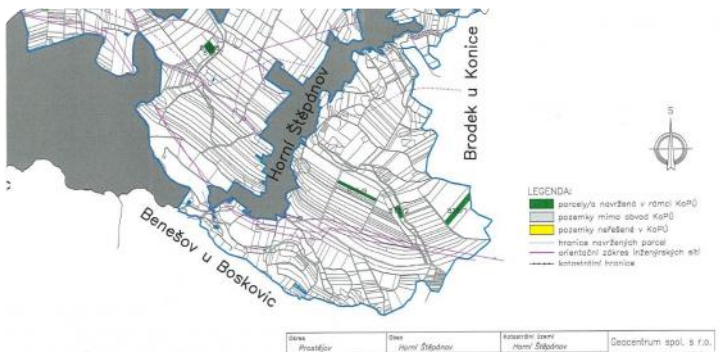 Brodek u Konice
Horní Štěpánov
Benešov u Boskovic
S
LEGENDA:
parcely/a navržená v rámci KoPÚ
pozemky mimo obvod KoPÚ
pozemky neřešené v KoPÚ
hranice navržených parcel
orientační zákres inženýrských sítí
katastrální hranice
Okres
Prostějov
Obec
Horní Štěpánov
Katastrální území
Horní Štěpánov
Geocentrum spol. s r.o.